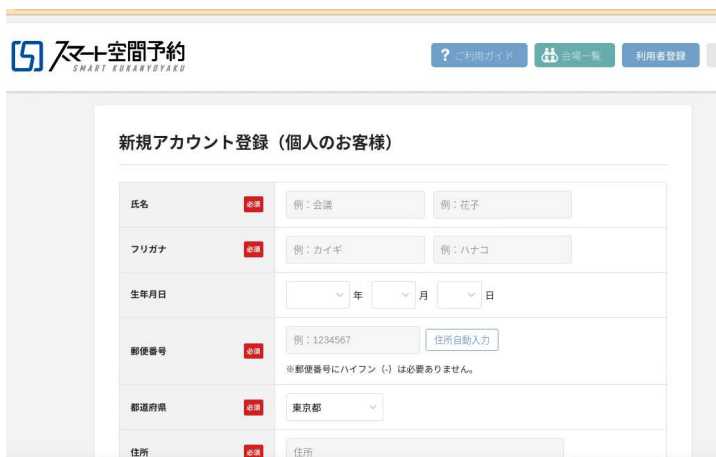 スマート空間予約
SMART KUKANYOYAKU
? ご利用ガイド
会場一覧
利用者登録
新規アカウント登録（個人のお客様）
氏名 必須 例：会議 例：花子
フリガナ 必須 例：カイギ 例：ハナコ
生年月日 年 月 日
郵便番号 必須 例：1234567 住所自動入力
※郵便番号にハイフン（-）は必要ありません。
都道府県 必須 東京都
住所 必須 住所